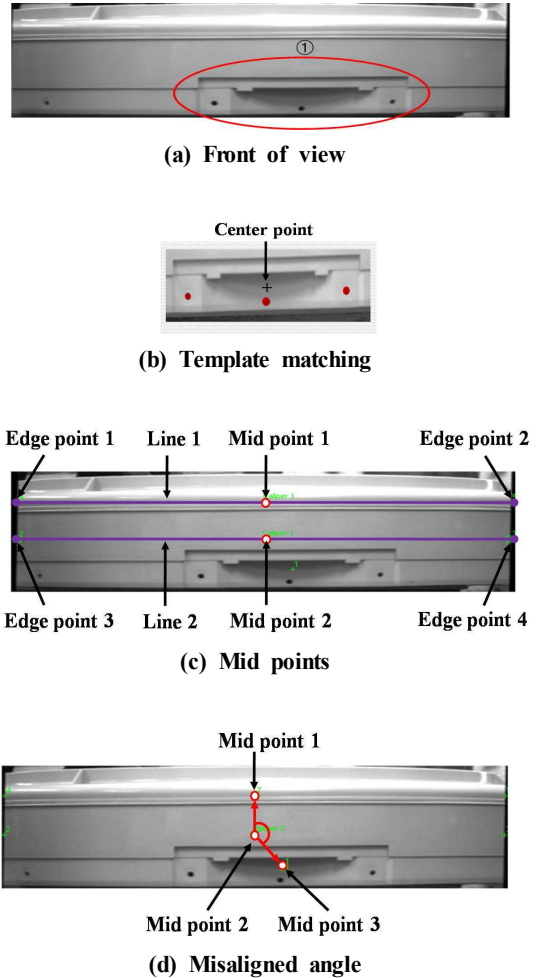 ①
(a) Front of view
Center point
(b) Template matching
Edge point 1 Line 1 Mid point 1 Edge point 2
Edge point 3 Line 2 Mid point 2 Edge point 4
(c) Mid points
Mid point 1
Mid point 2 Mid point 3
(d) Misaligned angle